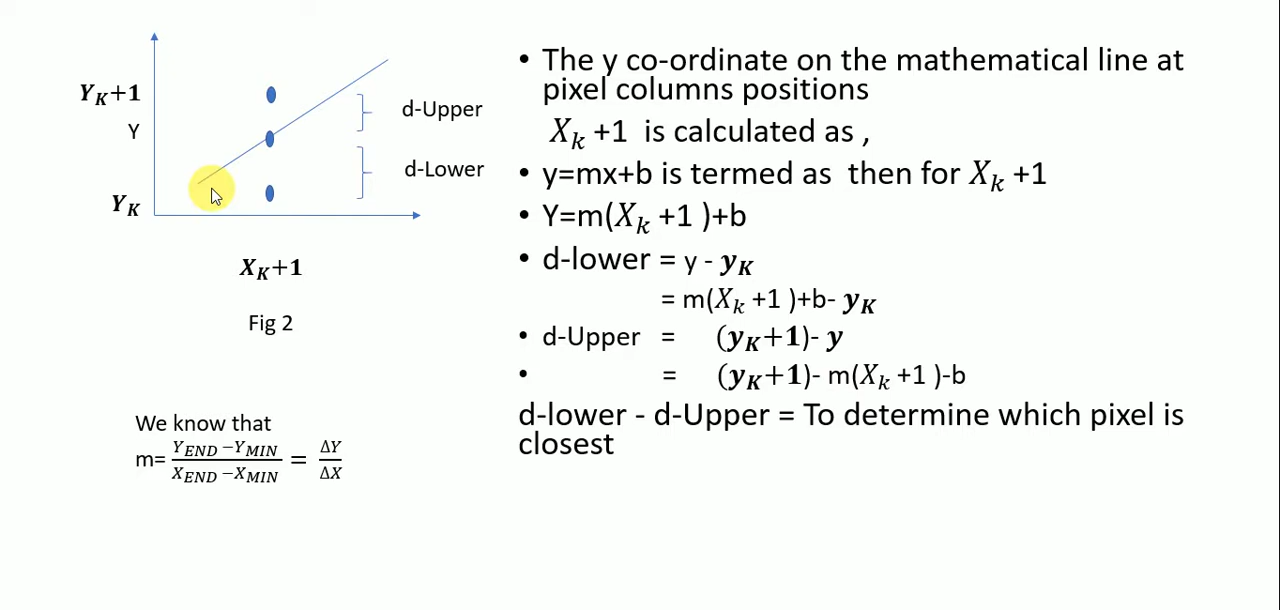 Y_K+1
Y
Y_K
d-Upper
d-Lower
X_K+1
Fig 2
We know that
m= (Y_END −Y_MIN)/(X_END −X_MIN) = ΔY/ΔX
• The y co-ordinate on the mathematical line at
pixel columns positions
X_k +1 is calculated as ,
• y=mx+b is termed as then for X_k +1
• Y=m(X_k +1 )+b
• d-lower = y - y_K
= m(X_k +1 )+b- y_K
• d-Upper = (y_K+1)- y
• = (y_K+1)- m(X_k +1 )-b
d-lower - d-Upper = To determine which pixel is
closest